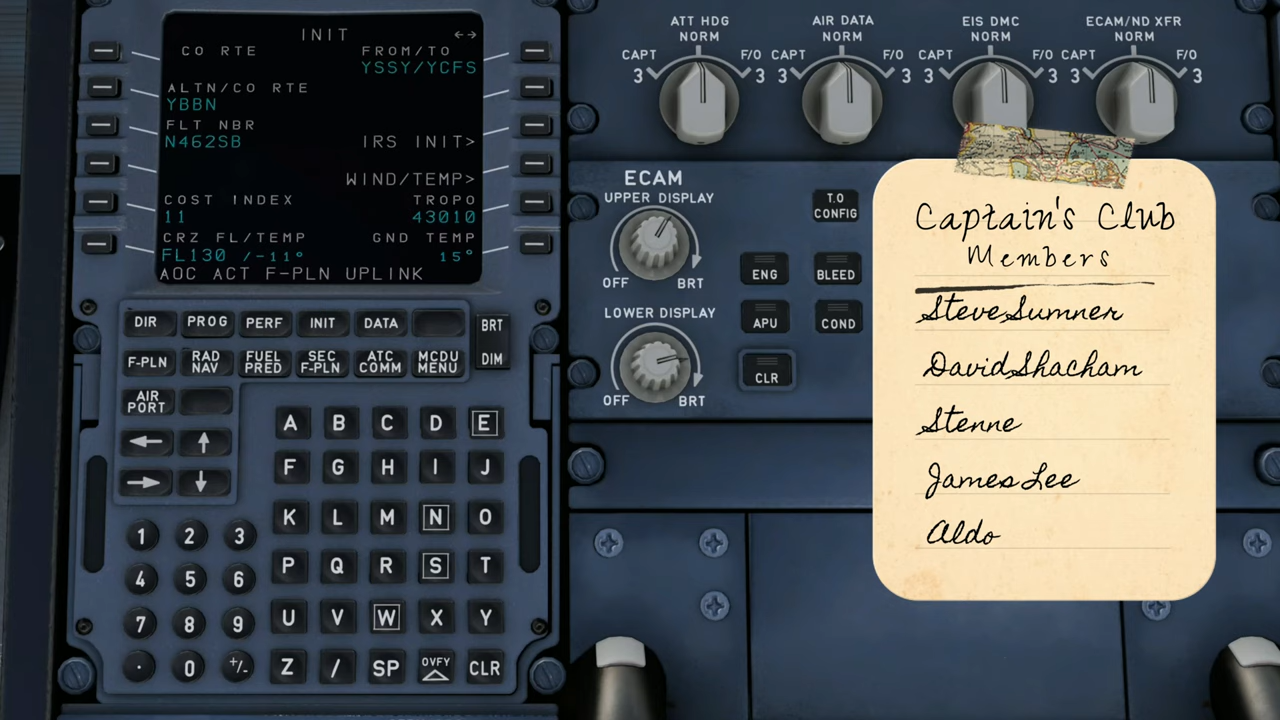 INIT ←→
CO RTE FROM/TO
YSSY/YCFS
ALTN/CO RTE
YBBN
FLT NBR
N462SB IRS INIT>
WIND/TEMP>
COST INDEX TROPO
11 43010
CRZ FL/TEMP GND TEMP
FL130 /-11° 15°
AOC ACT F-PLN UPLINK
DIR PROG PERF INIT DATA
BRT
DIM
F-PLN RAD NAV FUEL PRED SEC F-PLN ATC COMM MCDU MENU
AIR PORT
← ↑
→ ↓
A B C D E
F G H I J
K L M N O
P Q R S T
U V W X Y
Z / SP OVFY CLR
1 2 3
4 5 6
7 8 9
. 0 +/-
ATT HDG AIR DATA EIS DMC ECAM/ND XFR
NORM NORM NORM NORM
CAPT F/O CAPT F/O CAPT F/O CAPT F/O
3 3 3 3 3 3 3 3
ECAM
UPPER DISPLAY
OFF BRT
LOWER DISPLAY
OFF BRT
T.O
CONFIG
ENG BLEED
APU COND
CLR
Captain's Club
Members
Steve Sumner
David Shacham
Stenne
James Lee
Aldo